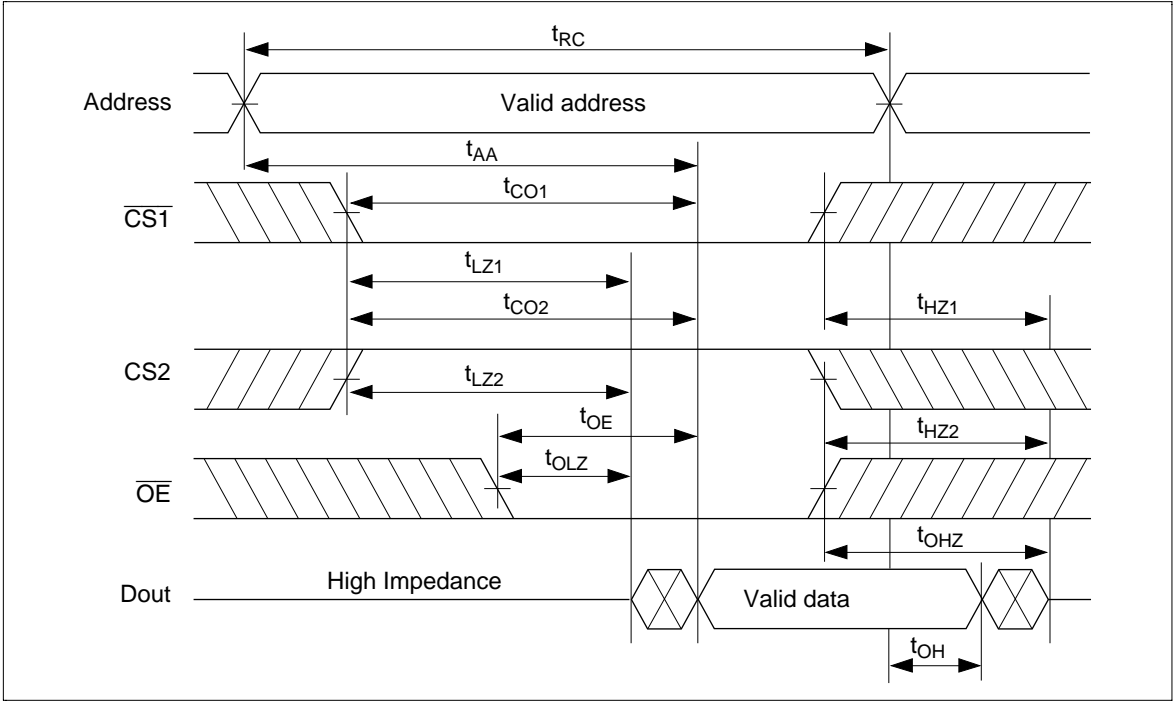 tRC
Address
Valid address
tAA
CS1
tCO1
tLZ1
tCO2
tHZ1
CS2
tLZ2
tOE
tHZ2
OE
tOLZ
tOHZ
Dout
High Impedance
Valid data
tOH